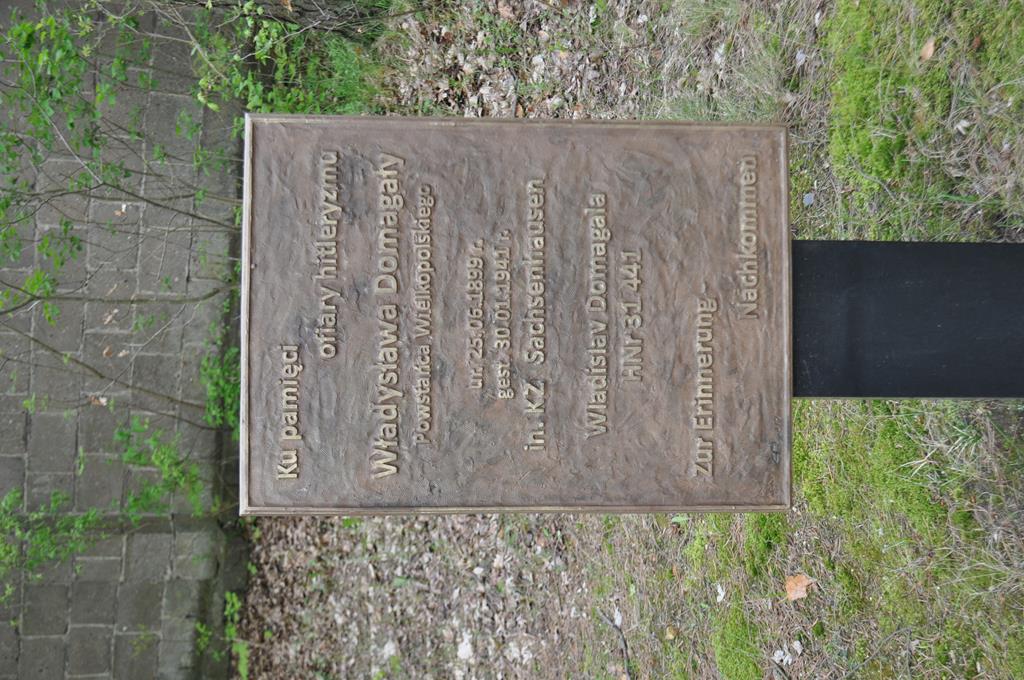 Ku pamięci
ofiary hitleryzmu
Władysława Domagały
Powstańca Wielkopolskiego
ur. 25.06.1899 r.
gest. 30.01.1941 r.
in. KZ Sachsenhausen
Wladislav Domagala
HNr 31 441
Zur Erinnerung -
Nachkommen